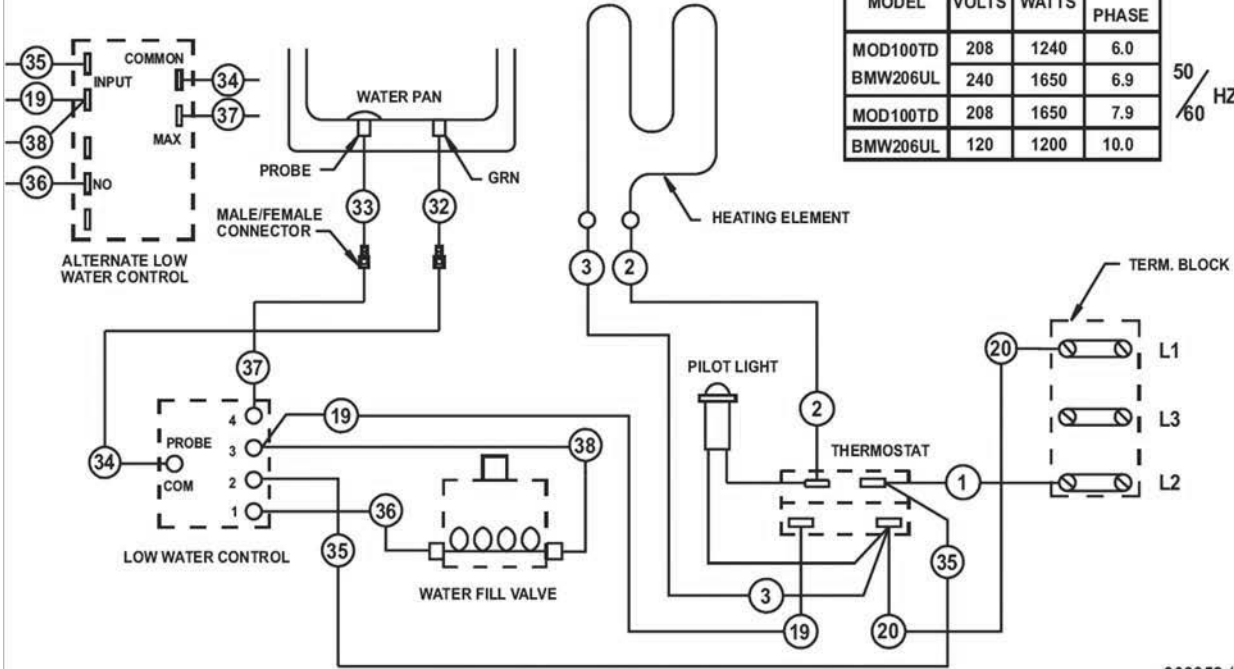 MODEL VOLTS WATTS PHASE
MOD100TD 208 1240 6.0
BMW206UL 240 1650 6.9
MOD100TD 208 1650 7.9
BMW206UL 120 1200 10.0
50/60 HZ
35
19
38
36
INPUT
COMMON
MAX
NO
34
37
ALTERNATE LOW
WATER CONTROL
WATER PAN
PROBE
GRN
33
32
MALE/FEMALE
CONNECTOR
HEATING ELEMENT
3
2
TERM. BLOCK
L1
L3
L2
20
PILOT LIGHT
2
THERMOSTAT
1
37
4
19
PROBE
3
38
34
COM
2
1
36
LOW WATER CONTROL
35
WATER FILL VALVE
35
3
19
20